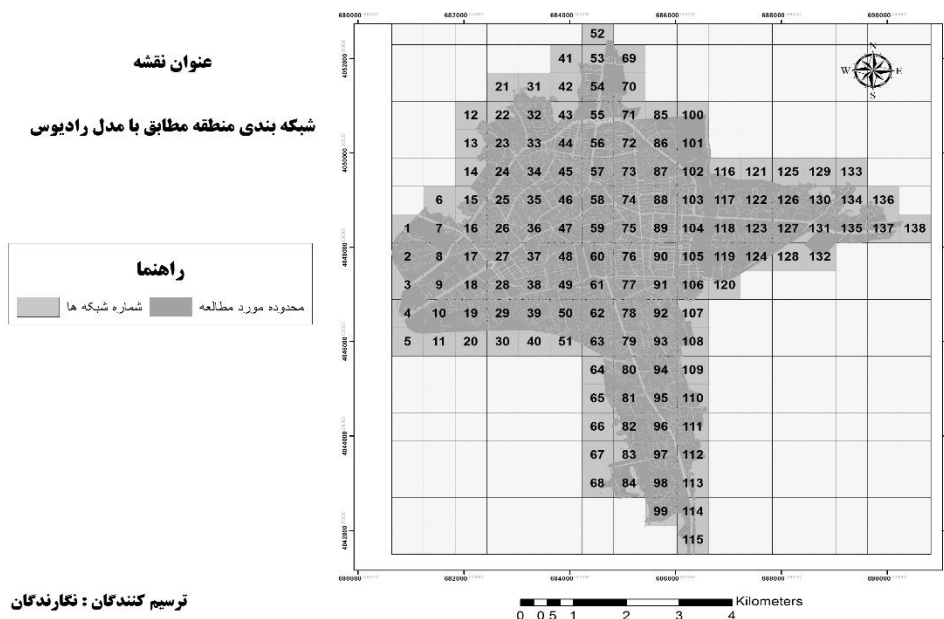 680000 682000 684000 686000 688000 690000
عنوان نقشه
شبکه بندی منطقه مطابق با مدل رادیوس
راهنما
محدوده مورد مطالعه
شماره شبکه ها
ترسیم کنندگان : نگارندگان
N
W E
S
4052000
4050000
4048000
4046000
4044000
4042000
52
41 53 69
21 31 42 54 70
12 22 32 43 55 71 85 100
13 23 33 44 56 72 86 101
14 24 34 45 57 73 87 102 116 121 125 129 133
6 15 25 35 46 58 74 88 103 117 122 126 130 134 136
1 7 16 26 36 47 59 75 89 104 118 123 127 131 135 137 138
2 8 17 27 37 48 60 76 90 105 119 124 128 132
3 9 18 28 38 49 61 77 91 106 120
4 10 19 29 39 50 62 78 92 107
5 11 20 30 40 51 63 79 93 108
64 80 94 109
65 81 95 110
66 82 96 111
67 83 97 112
68 84 98 113
99 114
115
680000 682000 684000 686000 688000 690000
Kilometers
0 0.5 1 2 3 4